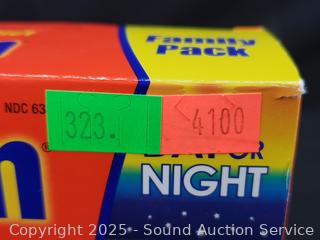 Family
Pack
NDC 63
323.
4100
DAY OR
NIGHT
®
Copyright 2025 - Sound Auction Service